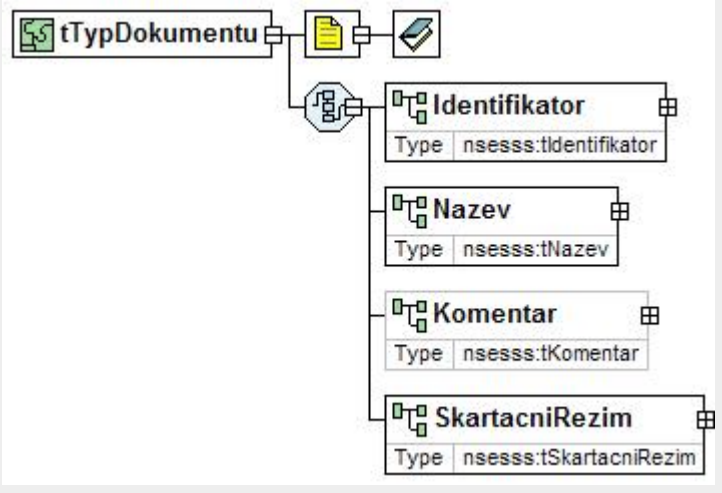 tTypDokumentu
Identifikator
Type nsesss:tIdentifikator
Nazev
Type nsesss:tNazev
Komentar
Type nsesss:tKomentar
SkartacniRezim
Type nsesss:tSkartacniRezim